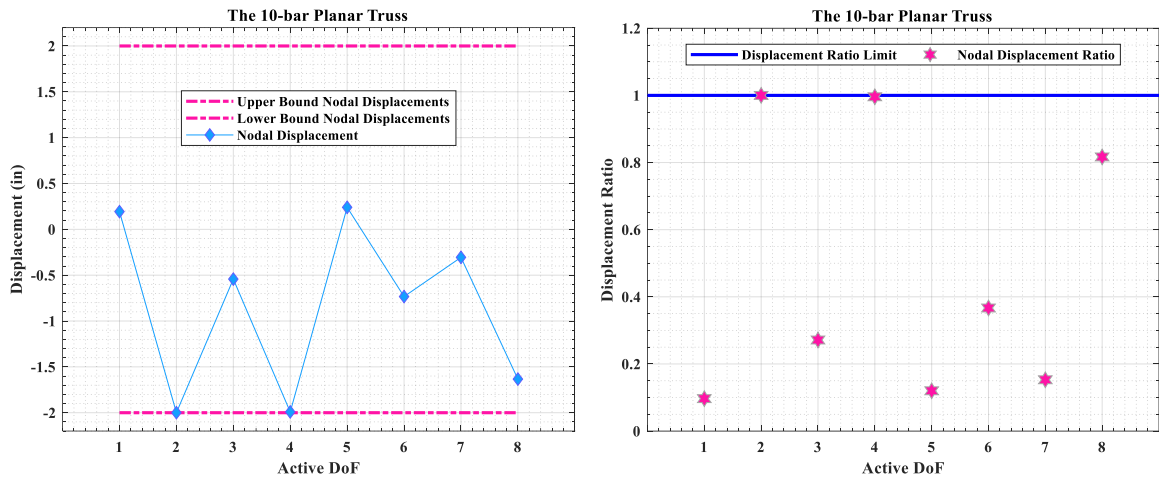 The 10-bar Planar Truss
2
1.5
1
0.5
0
-0.5
-1
-1.5
-2
Displacement (in)
Upper Bound Nodal Displacements
Lower Bound Nodal Displacements
Nodal Displacement
1 2 3 4 5 6 7 8
Active DoF
The 10-bar Planar Truss
1.2
1
0.8
0.6
0.4
0.2
0
Displacement Ratio
Displacement Ratio Limit Nodal Displacement Ratio
1 2 3 4 5 6 7 8
Active DoF